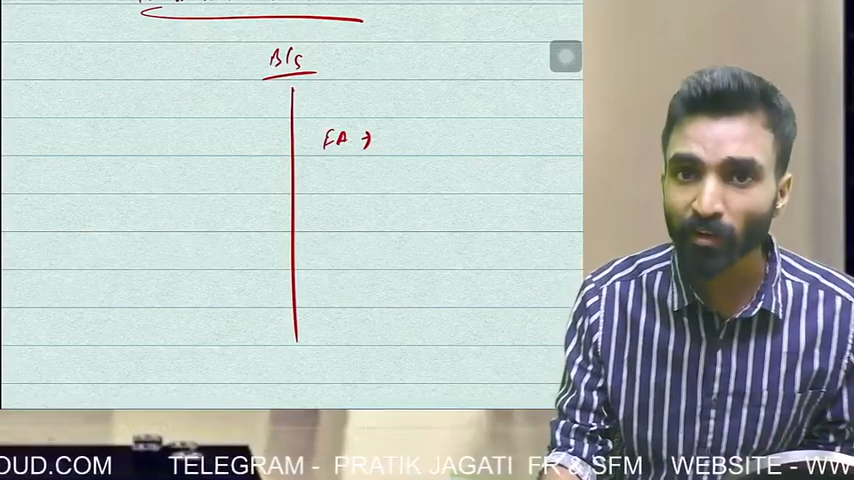 B/S
FA →
OUD.COM TELEGRAM - PRATIK JAGATI FR & SFM WEBSITE - WW